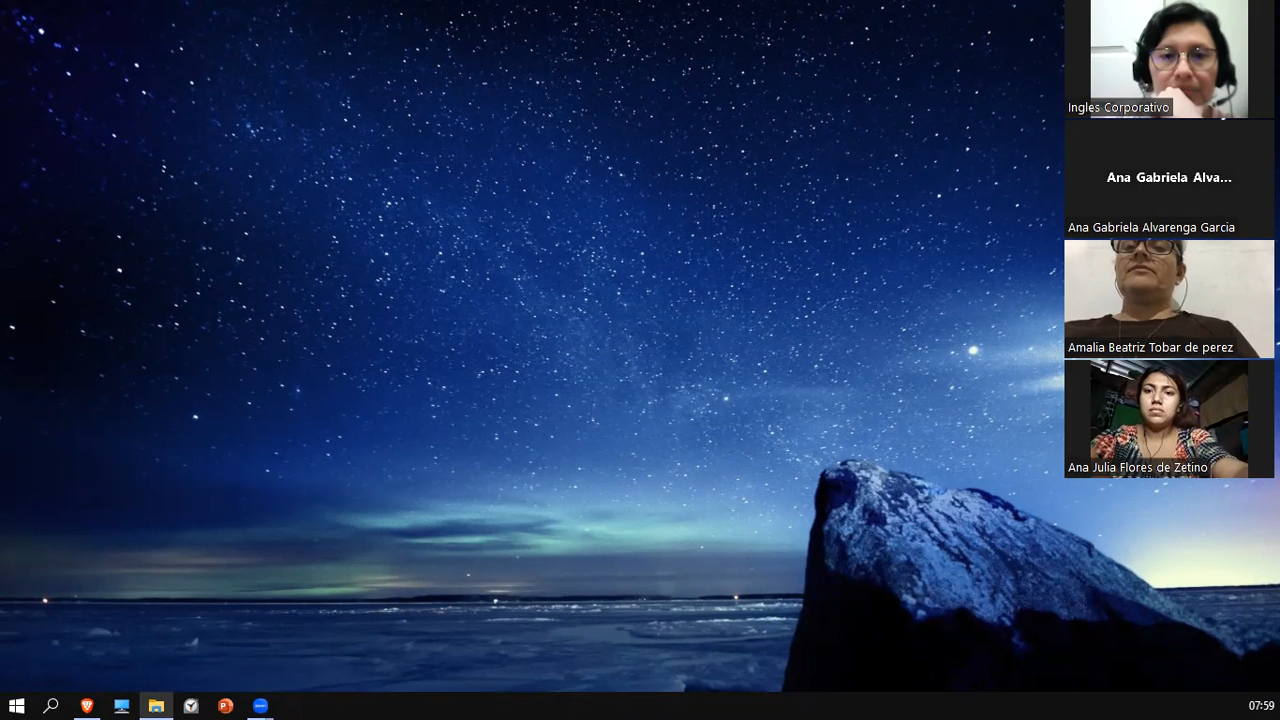 Ingles Corporativo
Ana Gabriela Alva...
Ana Gabriela Alvarenga Garcia
Amalia Beatriz Tobar de perez
Ana Julia Flores de Zetino
07:59